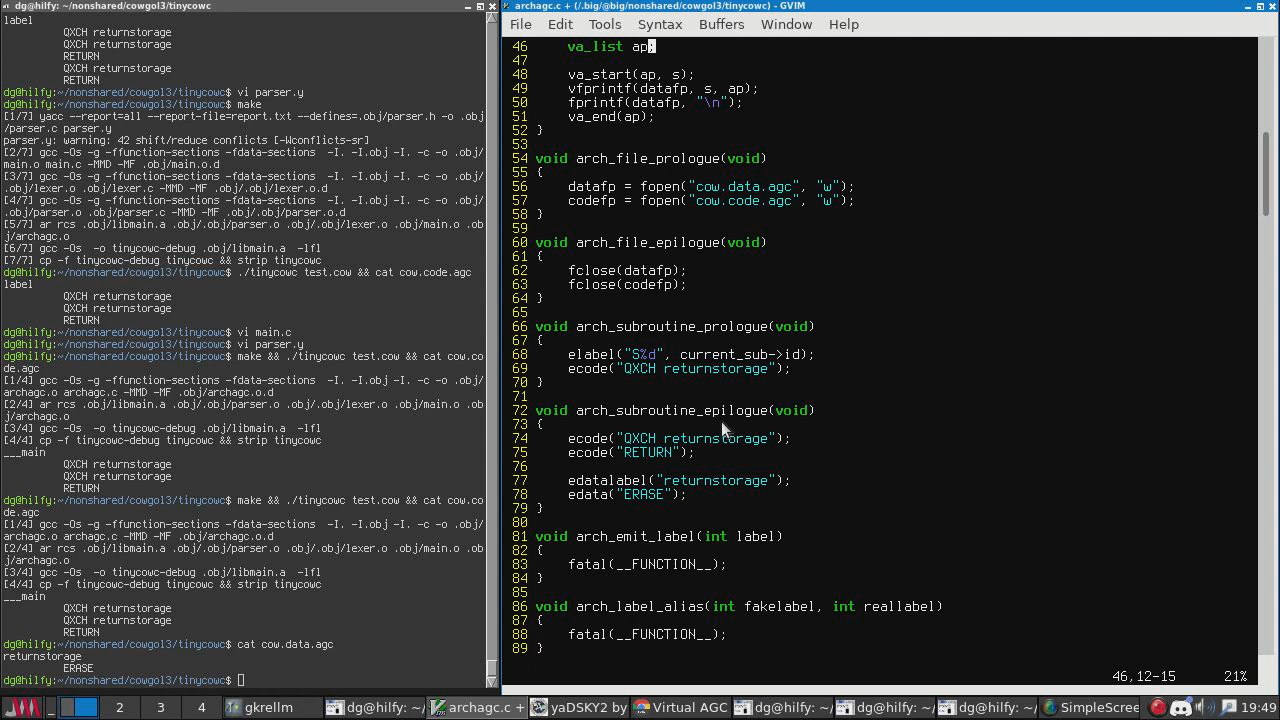 dg@hilfy: ~/nonshared/cowgol3/tinycowc
label
QXCH returnstorage
QXCH returnstorage
RETURN
QXCH returnstorage
RETURN
dg@hilfy:~/nonshared/cowgol3/tinycowc$ vi parser.y
dg@hilfy:~/nonshared/cowgol3/tinycowc$ make
[1/7] yacc --report=all --report-file=report.txt --defines=.obj/parser.h -o .obj
/parser.c parser.y
parser.y: warning: 42 shift/reduce conflicts [-Wconflicts-sr]
[2/7] gcc -Os -g -ffunction-sections -fdata-sections  -I. -I.obj -I. -c -o .obj/
main.o main.c -MMD -MF .obj/main.o.d
[3/7] gcc -Os -g -ffunction-sections -fdata-sections  -I. -I.obj -I. -c -o .obj/
./.obj/lexer.o .obj/lexer.c -MMD -MF .obj/./.obj/lexer.o.d
[4/7] gcc -Os -g -ffunction-sections -fdata-sections  -I. -I.obj -I. -c -o .obj/
./.obj/parser.o .obj/parser.c -MMD -MF .obj/./.obj/parser.o.d
[5/7] ar rcs .obj/libmain.a .obj/./.obj/parser.o .obj/./.obj/lexer.o .obj/main.o .ob
j/archagc.o
[6/7] gcc -Os  -o tinycowc-debug .obj/libmain.a  -lfl
[7/7] cp -f tinycowc-debug tinycowc && strip tinycowc
dg@hilfy:~/nonshared/cowgol3/tinycowc$ ./tinycowc test.cow && cat cow.code.agc
label
QXCH returnstorage
QXCH returnstorage
RETURN
dg@hilfy:~/nonshared/cowgol3/tinycowc$ vi main.c
dg@hilfy:~/nonshared/cowgol3/tinycowc$ vi parser.y
dg@hilfy:~/nonshared/cowgol3/tinycowc$ make && ./tinycowc test.cow && cat cow.co
de.agc
[1/4] gcc -Os -g -ffunction-sections -fdata-sections  -I. -I.obj -I. -c -o .obj/
archagc.o archagc.c -MMD -MF .obj/archagc.o.d
[2/4] ar rcs .obj/libmain.a .obj/./.obj/parser.o .obj/./.obj/lexer.o .obj/main.o .ob
j/archagc.o
[3/4] gcc -Os  -o tinycowc-debug .obj/libmain.a  -lfl
[4/4] cp -f tinycowc-debug tinycowc && strip tinycowc
___main
QXCH returnstorage
QXCH returnstorage
RETURN
dg@hilfy:~/nonshared/cowgol3/tinycowc$ make && ./tinycowc test.cow && cat cow.co
de.agc
[1/4] gcc -Os -g -ffunction-sections -fdata-sections  -I. -I.obj -I. -c -o .obj/
archagc.o archagc.c -MMD -MF .obj/archagc.o.d
[2/4] ar rcs .obj/libmain.a .obj/./.obj/parser.o .obj/./.obj/lexer.o .obj/main.o .ob
j/archagc.o
[3/4] gcc -Os  -o tinycowc-debug .obj/libmain.a  -lfl
[4/4] cp -f tinycowc-debug tinycowc && strip tinycowc
___main
QXCH returnstorage
QXCH returnstorage
RETURN
dg@hilfy:~/nonshared/cowgol3/tinycowc$ cat cow.data.agc
returnstorage
ERASE
dg@hilfy:~/nonshared/cowgol3/tinycowc$
archagc.c + (/.big/@big/nonshared/cowgol3/tinycowc) - GVIM
File Edit Tools Syntax Buffers Window Help
46     va_list ap;
47
48     va_start(ap, s);
49     vfprintf(datafp, s, ap);
50     fprintf(datafp, "\n");
51     va_end(ap);
52 }
53
54 void arch_file_prologue(void)
55 {
56     datafp = fopen("cow.data.agc", "w");
57     codefp = fopen("cow.code.agc", "w");
58 }
59
60 void arch_file_epilogue(void)
61 {
62     fclose(datafp);
63     fclose(codefp);
64 }
65
66 void arch_subroutine_prologue(void)
67 {
68     elabel("S%d", current_sub->id);
69     ecode("QXCH returnstorage");
70 }
71
72 void arch_subroutine_epilogue(void)
73 {
74     ecode("QXCH returnstorage");
75     ecode("RETURN");
76
77     edatalabel("returnstorage");
78     edata("ERASE");
79 }
80
81 void arch_emit_label(int label)
82 {
83     fatal(__FUNCTION__);
84 }
85
86 void arch_label_alias(int fakelabel, int reallabel)
87 {
88     fatal(__FUNCTION__);
89 }
46,12-15 21%
2 3 4 gkrellm dg@hilfy: ~/ archagc.c + yaDSKY2 b Virtual AGC dg@hilfy: ~/ dg@hilfy: ~/ dg@hilfy: ~/ SimpleScree 19:49